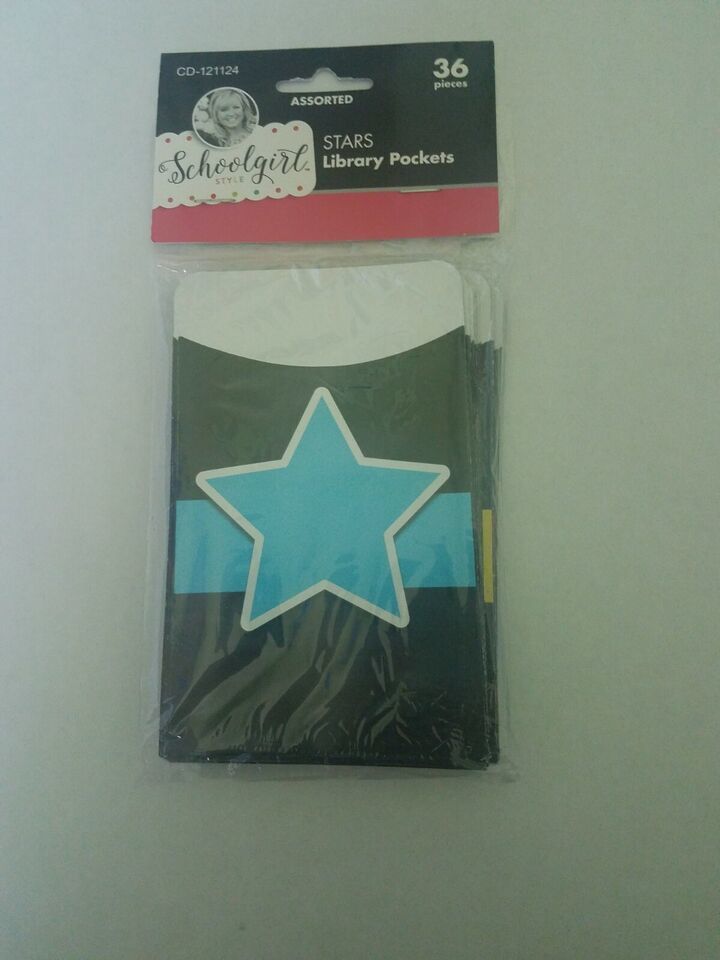 CD-121124
36
pieces
ASSORTED
Schoolgirl
STYLE
STARS
Library Pockets